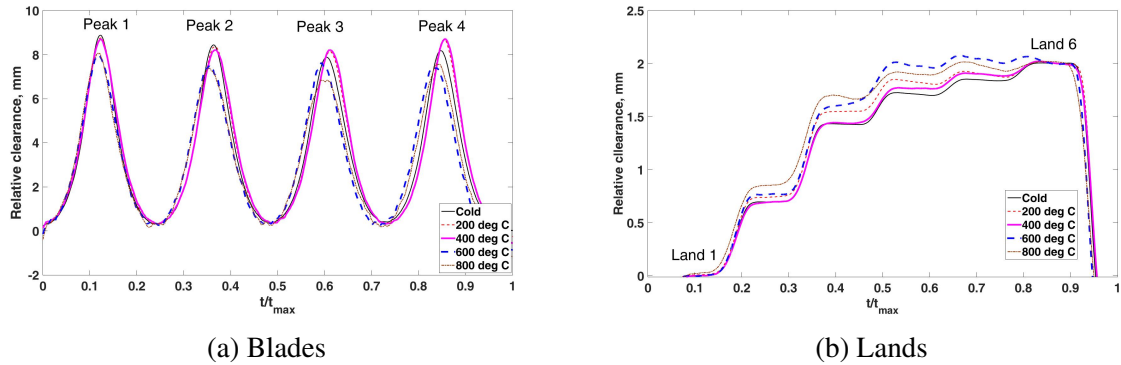 Peak 1
Peak 2
Peak 3
Peak 4
10
8
6
4
2
0
-2
Relative clearance, mm
Cold
200 deg C
400 deg C
600 deg C
800 deg C
0 0.1 0.2 0.3 0.4 0.5 0.6 0.7 0.8 0.9 1
t/tmax
(a) Blades
2.5
2
1.5
1
0.5
0
Relative clearance, mm
Land 6
Land 1
Cold
200 deg C
400 deg C
600 deg C
800 deg C
0 0.1 0.2 0.3 0.4 0.5 0.6 0.7 0.8 0.9 1
t/tmax
(b) Lands